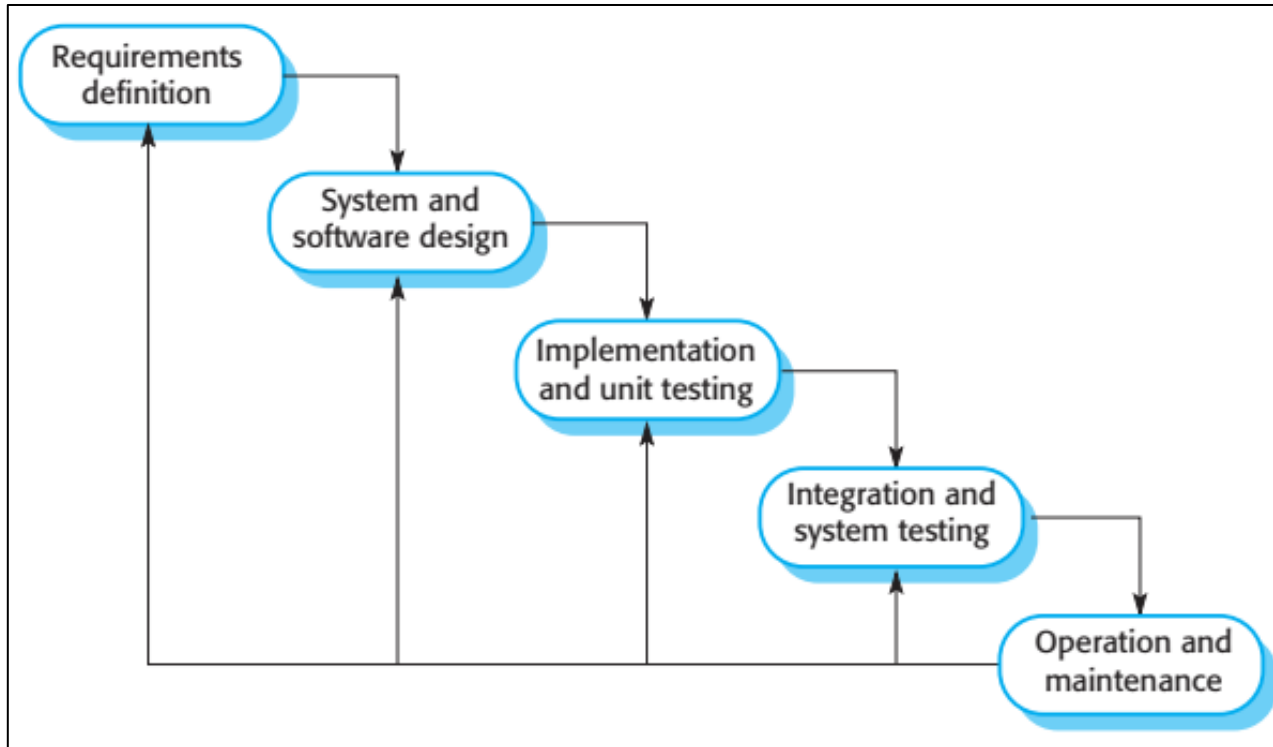 Requirements
definition
System and
software design
Implementation
and unit testing
Integration and
system testing
Operation and
maintenance